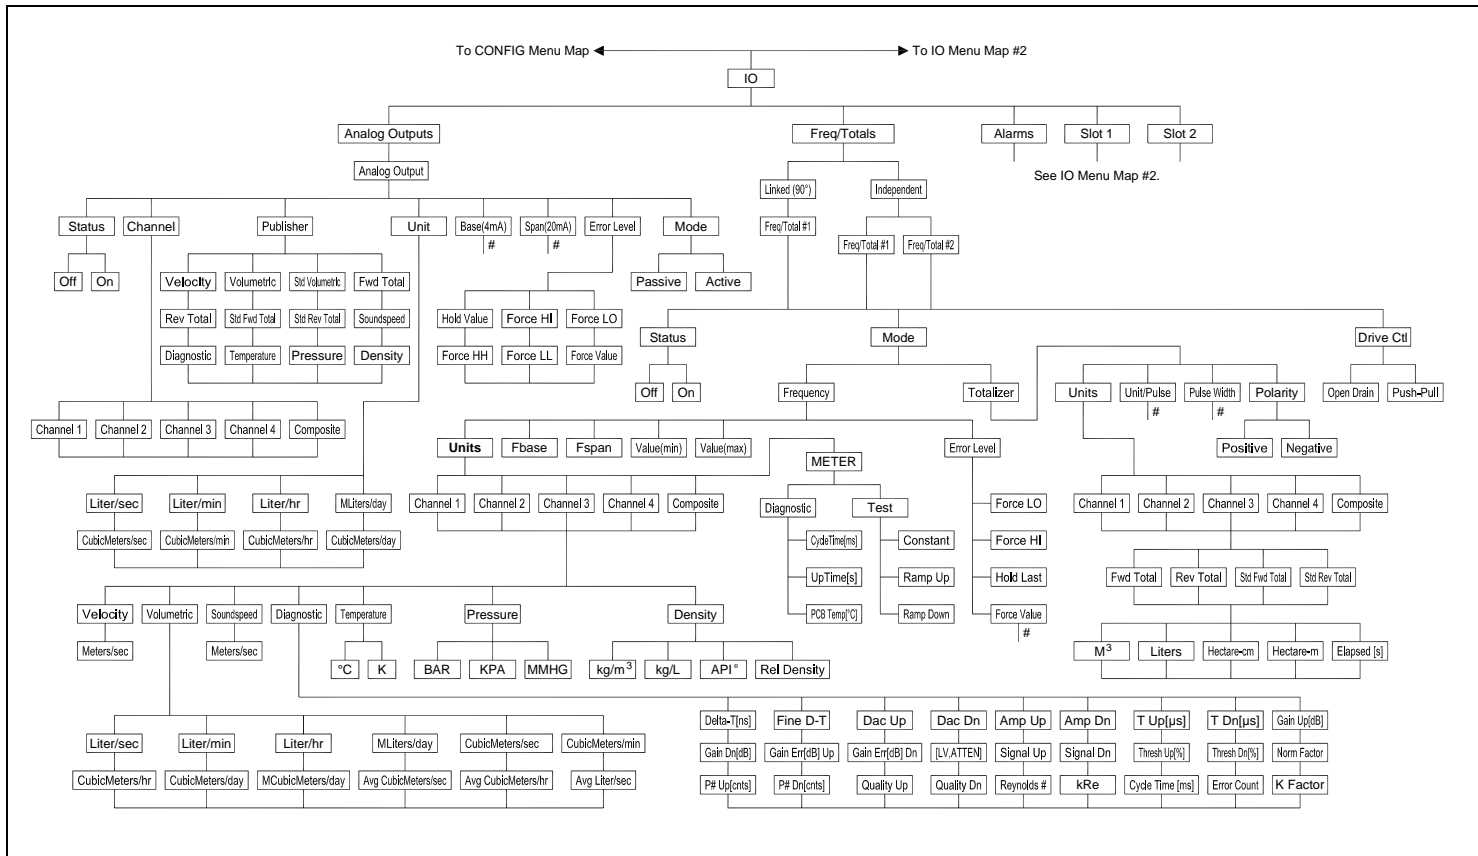 To CONFIG Menu Map To IO Menu Map #2
IO
Analog Outputs Freq/Totals Alarms Slot 1 Slot 2
Analog Output
See IO Menu Map #2.
Linked (90°) Independent
Status Channel Publisher Unit Base(4mA) Span(20mA) Error Level Mode Freq/Total #1
# #
Freq/Total #1 Freq/Total #2
Off On Velocity Volumetric Std Volumetric Fwd Total Passive Active
Rev Total Std Fwd Total Std Rev Total Soundspeed Hold Value Force HI Force LO
Status Mode Drive Ctl
Diagnostic Temperature Pressure Density Force HH Force LL Force Value
Off On Frequency Totalizer Units Unit/Pulse Pulse Width Polarity Open Drain Push-Pull
# #
Channel 1 Channel 2 Channel 3 Channel 4 Composite
Units Fbase Fspan Value(min) Value(max) Error Level Positive Negative
METER
Liter/sec Liter/min Liter/hr MLiters/day Channel 1 Channel 2 Channel 3 Channel 4 Composite Diagnostic Test Force LO Channel 1 Channel 2 Channel 3 Channel 4 Composite
CubicMeters/sec CubicMeters/min CubicMeters/hr CubicMeters/day CycleTime[ms] Constant Force HI
UpTime[s] Ramp Up Hold Last Fwd Total Rev Total Std Fwd Total Std Rev Total
Velocity Volumetric Soundspeed Diagnostic Temperature Pressure Density PCB Temp[°C] Ramp Down Force Value
#
Meters/sec Meters/sec M³ Liters Hectare-cm Hectare-m Elapsed [s]
°C K BAR KPA MMHG kg/m³ kg/L API° Rel Density
Delta-T[ns] Fine D-T Dac Up Dac Dn Amp Up Amp Dn T Up[µs] T Dn[µs] Gain Up[dB]
Liter/sec Liter/min Liter/hr MLiters/day CubicMeters/sec CubicMeters/min
Gain Dn[dB] Gain Err[dB] Up Gain Err[dB] Dn [LV,ATTEN] Signal Up Signal Dn Thresh Up[%] Thresh Dn[%] Norm Factor
CubicMeters/hr CubicMeters/day MCubicMeters/day Avg CubicMeters/sec Avg CubicMeters/hr Avg Liter/sec
P# Up[cnts] P# Dn[cnts] Quality Up Quality Dn Reynolds # kRe Cycle Time [ms] Error Count K Factor